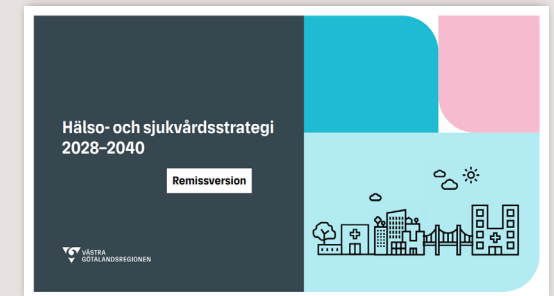 Hälso- och sjukvårdsstrategi
2028–2040
Remissversion
VÄSTRA
GÖTALANDSREGIONEN